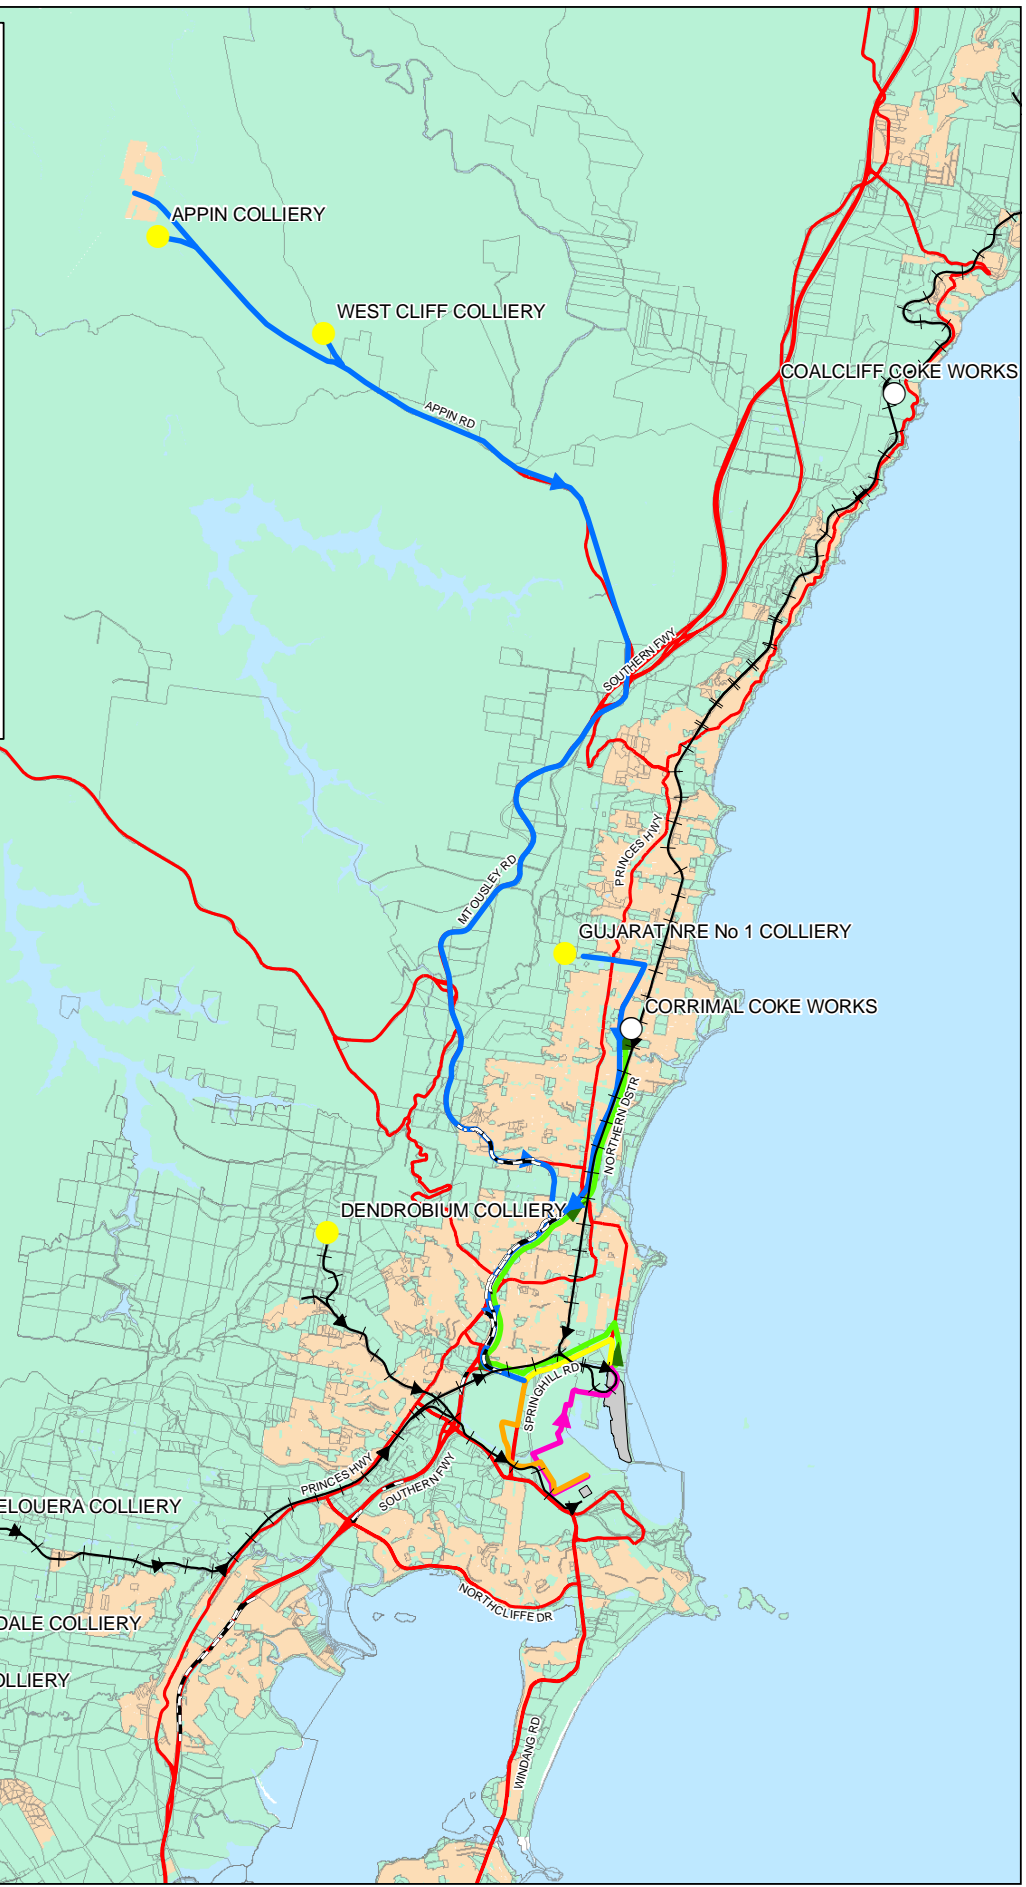 APPIN COLLIERY
WEST CLIFF COLLIERY
COALCLIFF COKE WORKS
APPIN RD
SOUTHERN FWY
PRINCES HWY
MT OUSLEY RD
GUJARAT NRE No 1 COLLIERY
CORRIMAL COKE WORKS
NORTHERN DSTR
DENDROBIUM COLLIERY
SPRINGHILL RD
PRINCES HWY
SOUTHERN FWY
ELOUERA COLLIERY
NORTHCLIFFE DR
DALE COLLIERY
OLLIERY
WINDANG RD